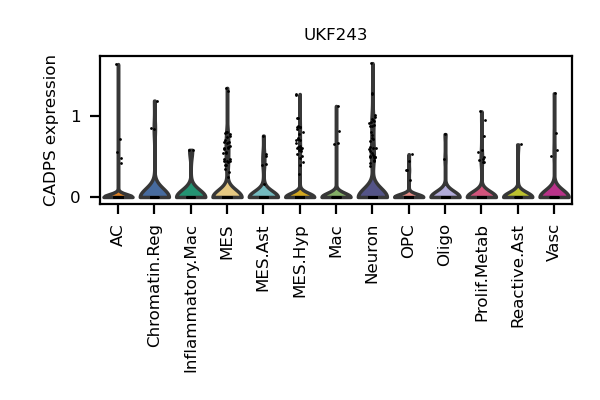 UKF243
CADPS expression
1
0
AC
Chromatin.Reg
Inflammatory.Mac
MES
MES.Ast
MES.Hyp
Mac
Neuron
OPC
Oligo
Prolif.Metab
Reactive.Ast
Vasc